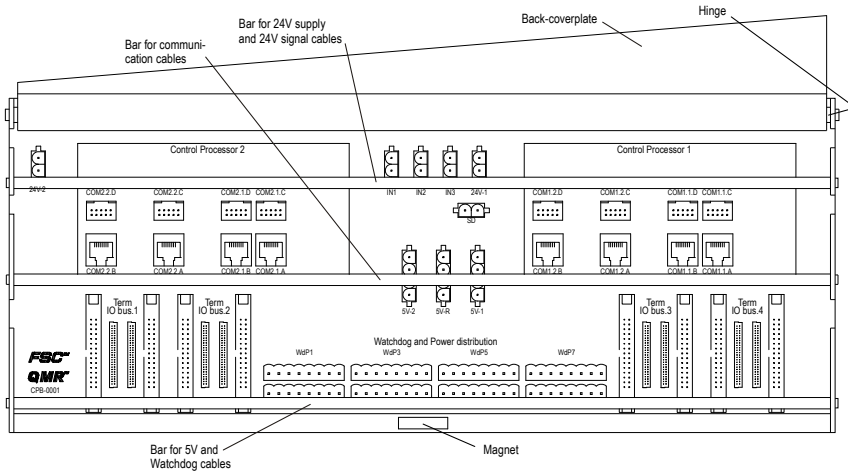 Back-coverplate
Hinge
Bar for 24V supply
and 24V signal cables
Bar for communi-
cation cables
Control Processor 2
Control Processor 1
24V-2
COM2.2.D COM2.2.C COM2.1.D COM2.1.C
IN1 IN2 IN3 24V-1
COM1.2.D COM1.2.C COM1.1.D COM1.1.C
SD
COM2.2.B COM2.2.A COM2.1.B COM2.1.A
COM1.2.B COM1.2.A COM1.1.B COM1.1.A
5V-2 5V-R 5V-1
Term
IO bus.1
Term
IO bus.2
Term
IO bus.3
Term
IO bus.4
Watchdog and Power distribution
WdP1 WdP3 WdP5 WdP7
FSC
QMR
CPB-0001
Bar for 5V and
Watchdog cables
Magnet